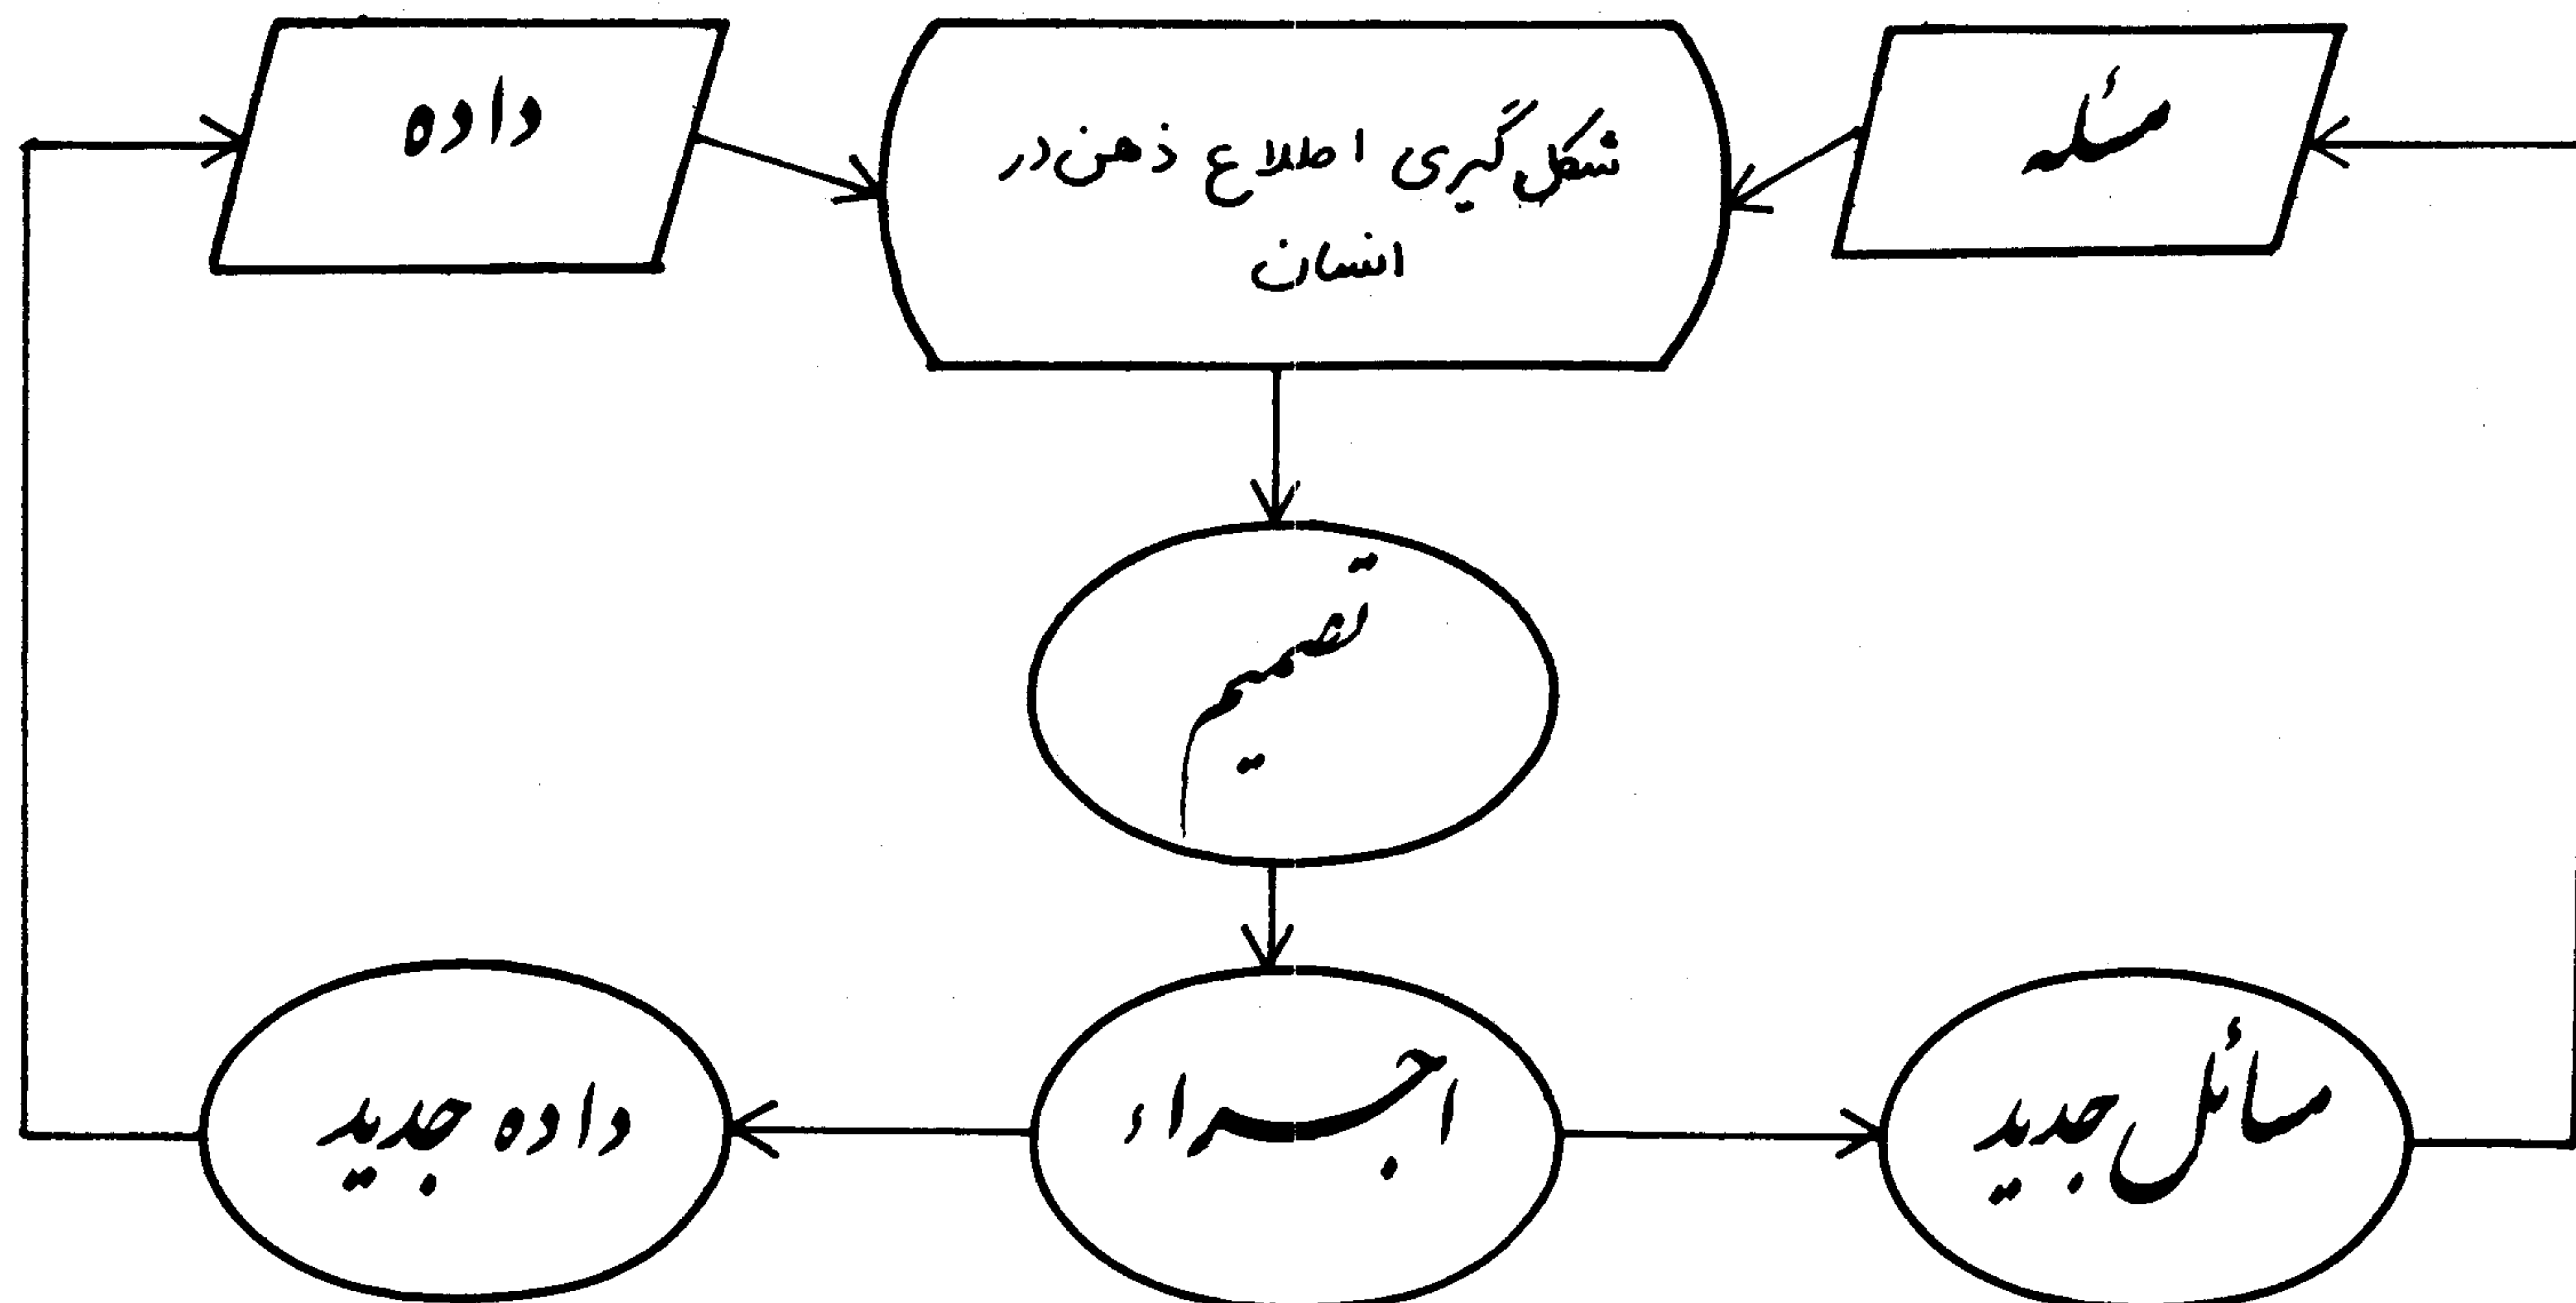 مسئله
شکل‌گیری اطلاع ذهن در
انسان
داده
تصمیم
مسائل جدید
اجراء
داده جدید